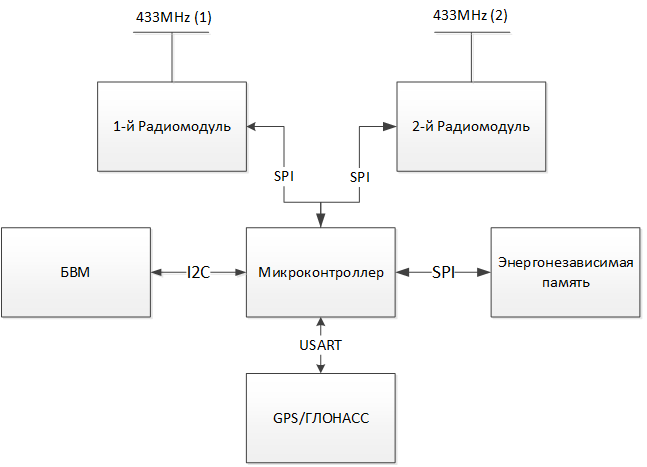 433MHz (1)
433MHz (2)
1-й Радиомодуль
2-й Радиомодуль
SPI
SPI
БВМ
I2C
Микроконтроллер
SPI
Энергонезависимая
память
USART
GPS/ГЛОНАСС